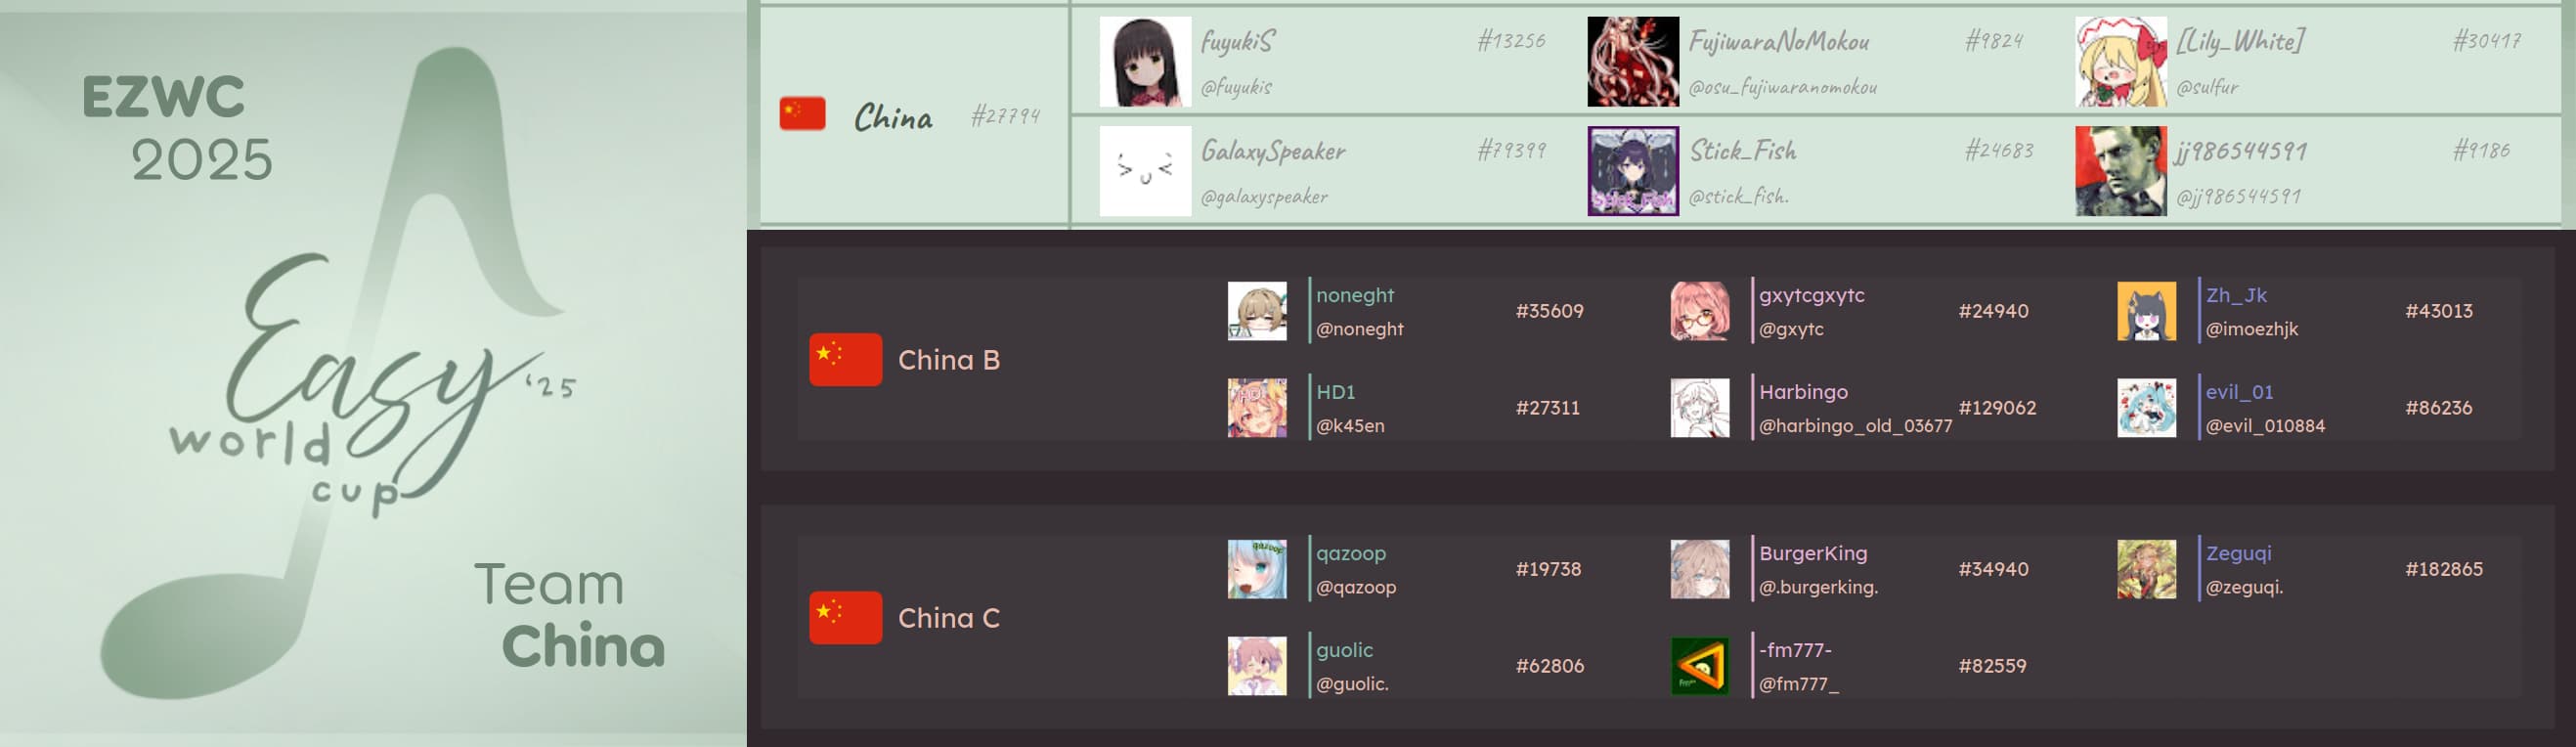 EZWC
2025
Easy '25
world
cup
Team
China
China #27794
fuyukiS #13256
@fuyukis
FujiwaraNoMokou #9824
@osu_fujiwaranomokou
[Lily_White] #30417
@sulfur
GalaxySpeaker #79399
@galaxyspeaker
Stick_Fish #24683
@stick_fish.
Stick Fish
jj986544591 #9186
@jj986544591
China B
noneght #35609
@noneght
gxytcgxytc #24940
@gxytc
Zh_Jk #43013
@imoezhjk
HD1 #27311
@k45en
Harbingo #129062
@harbingo_old_03677
evil_01 #86236
@evil_010884
China C
qazoop #19738
@qazoop
BurgerKing #34940
@.burgerking.
Zeguqi #182865
@zeguqi.
guolic #62806
@guolic.
-fm777- #82559
@fm777_